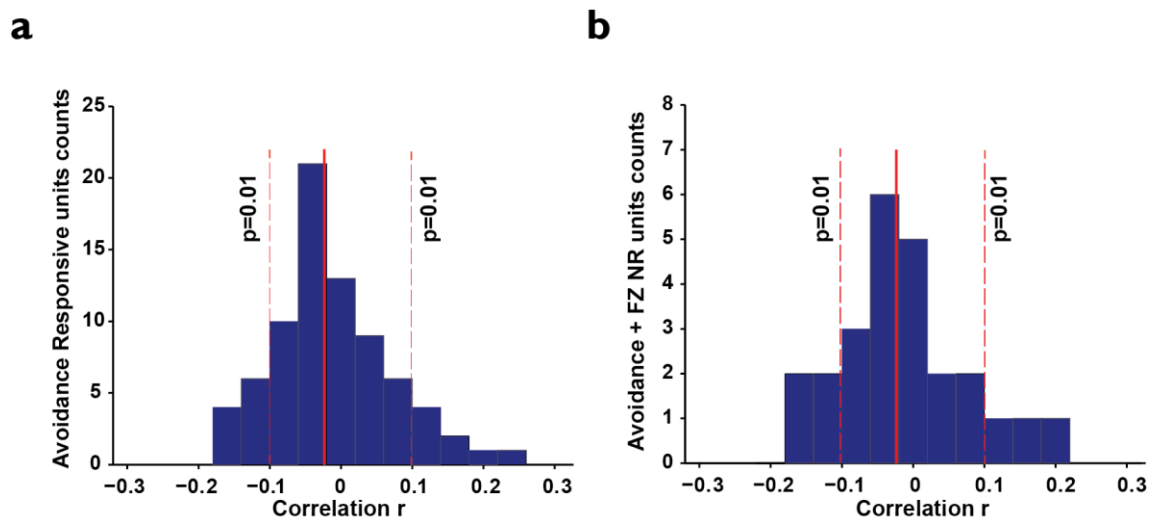 a
Avoidance Responsive units counts
25
20
15
10
5
0
p=0.01
p=0.01
−0.3 −0.2 −0.1 0 0.1 0.2 0.3
Correlation r
b
Avoidance + FZ NR units counts
8
7
6
5
4
3
2
1
0
p=0.01
p=0.01
−0.3 −0.2 −0.1 0 0.1 0.2 0.3
Correlation r